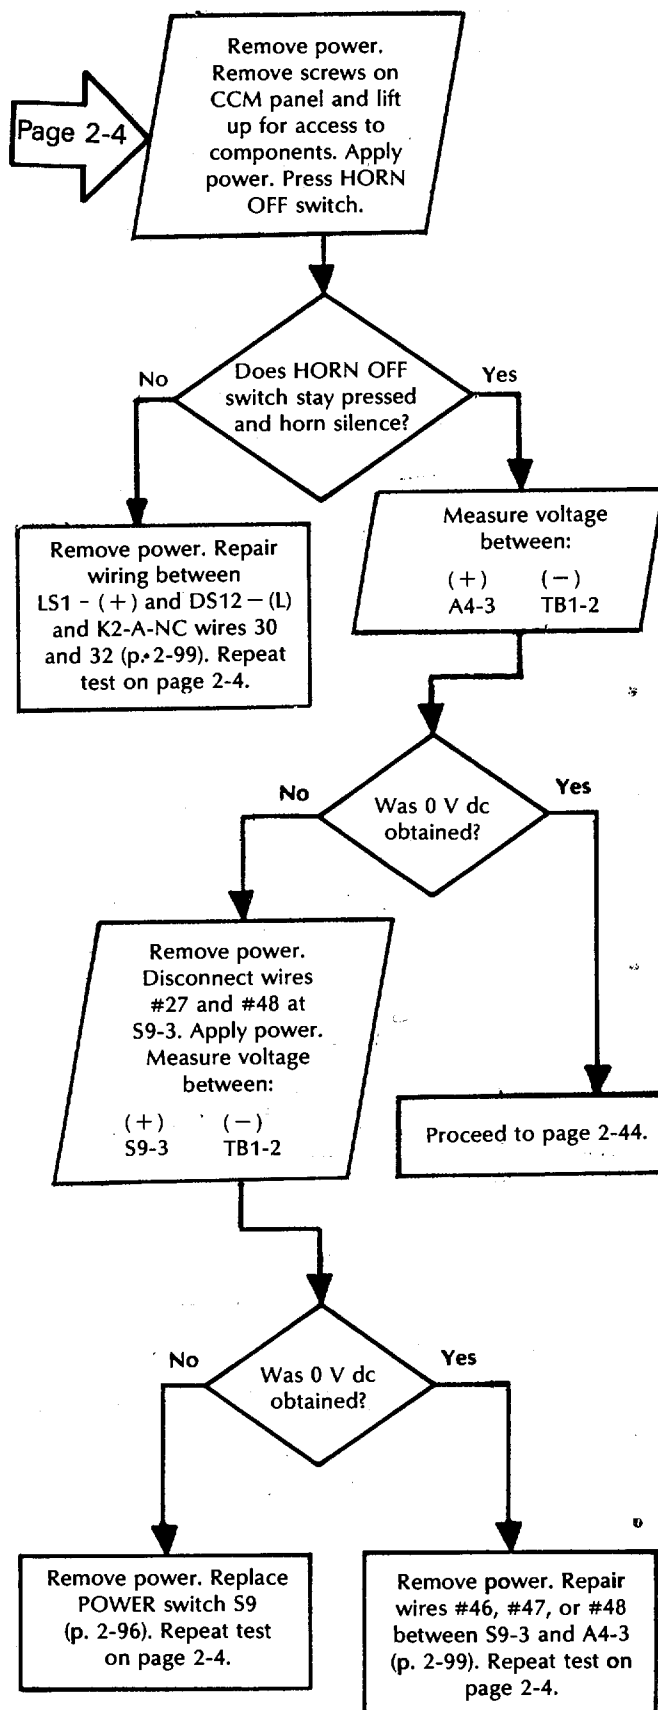 Remove power.
Remove screws on
CCM panel and lift
up for access to
components. Apply
power. Press HORN
OFF switch.
Page 2-4
Does HORN OFF
switch stay pressed
and horn silence?
No
Yes
Remove power. Repair
wiring between
LS1 - (+) and DS12 - (L)
and K2-A-NC wires 30
and 32 (p. 2-99). Repeat
test on page 2-4.
Measure voltage
between:
(+) (-)
A4-3 TB1-2
Was 0 V dc
obtained?
No
Yes
Remove power.
Disconnect wires
#27 and #48 at
S9-3. Apply power.
Measure voltage
between:
(+) (-)
S9-3 TB1-2
Proceed to page 2-44.
Was 0 V dc
obtained?
No
Yes
Remove power. Replace
POWER switch S9
(p. 2-96). Repeat test
on page 2-4.
Remove power. Repair
wires #46, #47, or #48
between S9-3 and A4-3
(p. 2-99). Repeat test on
page 2-4.